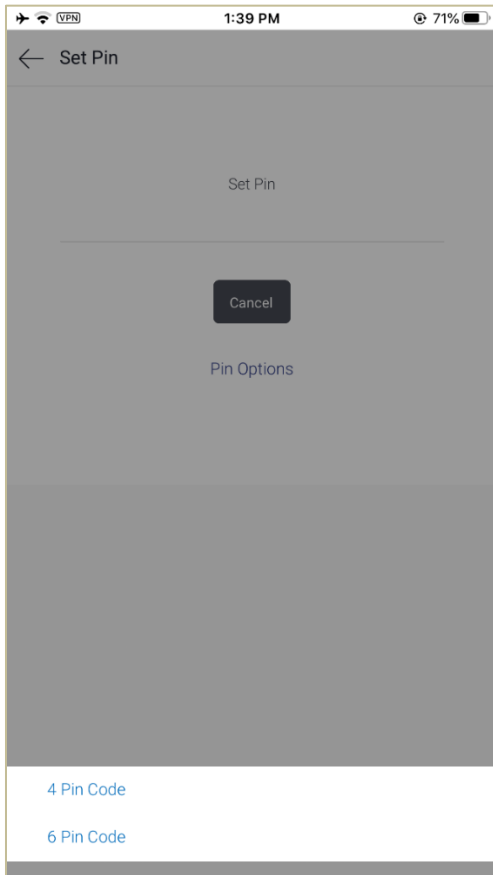 VPN 1:39 PM 71%
Set Pin
Set Pin
Cancel
Pin Options
4 Pin Code
6 Pin Code